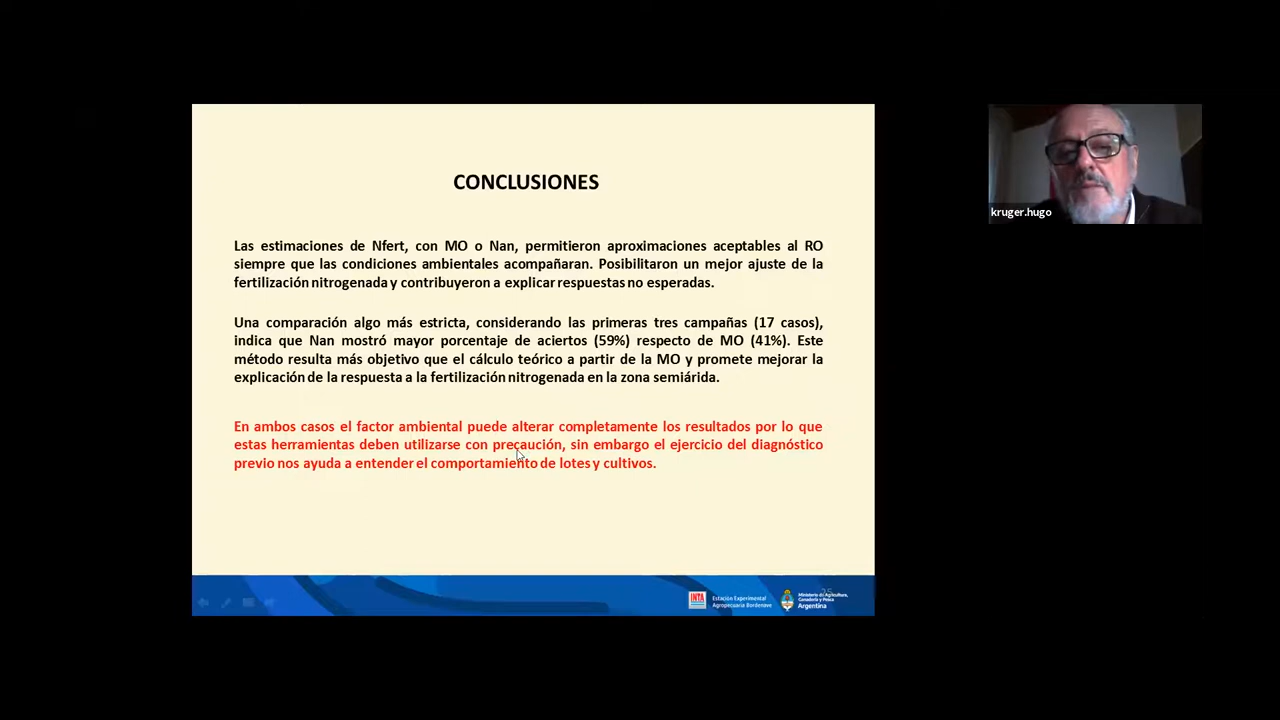 CONCLUSIONES
Las estimaciones de Nfert, con MO o Nan, permitieron aproximaciones aceptables al RO
siempre que las condiciones ambientales acompañaran. Posibilitaron un mejor ajuste de la
fertilización nitrogenada y contribuyeron a explicar respuestas no esperadas.
Una comparación algo más estricta, considerando las primeras tres campañas (17 casos),
indica que Nan mostró mayor porcentaje de aciertos (59%) respecto de MO (41%). Este
método resulta más objetivo que el cálculo teórico a partir de la MO y promete mejorar la
explicación de la respuesta a la fertilización nitrogenada en la zona semiárida.
En ambos casos el factor ambiental puede alterar completamente los resultados por lo que
estas herramientas deben utilizarse con precaución, sin embargo el ejercicio del diagnóstico
previo nos ayuda a entender el comportamiento de lotes y cultivos.
kruger.hugo
INTA
Estación Experimental
Agropecuaria Bordenave
Ministerio de Agricultura,
Ganadería y Pesca
Argentina